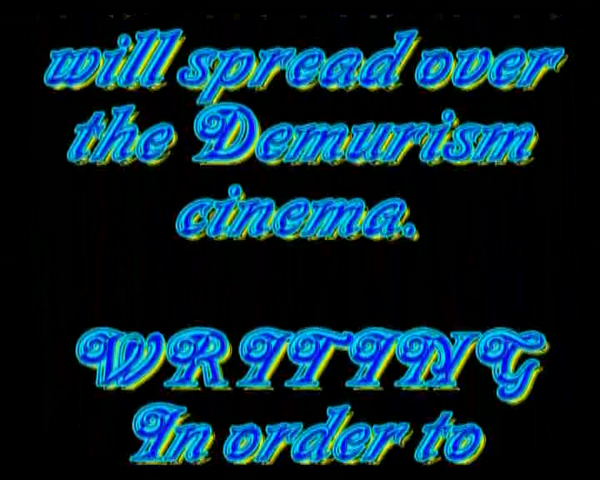 will spread over
the Demurism
cinema.
WRITING
In order to